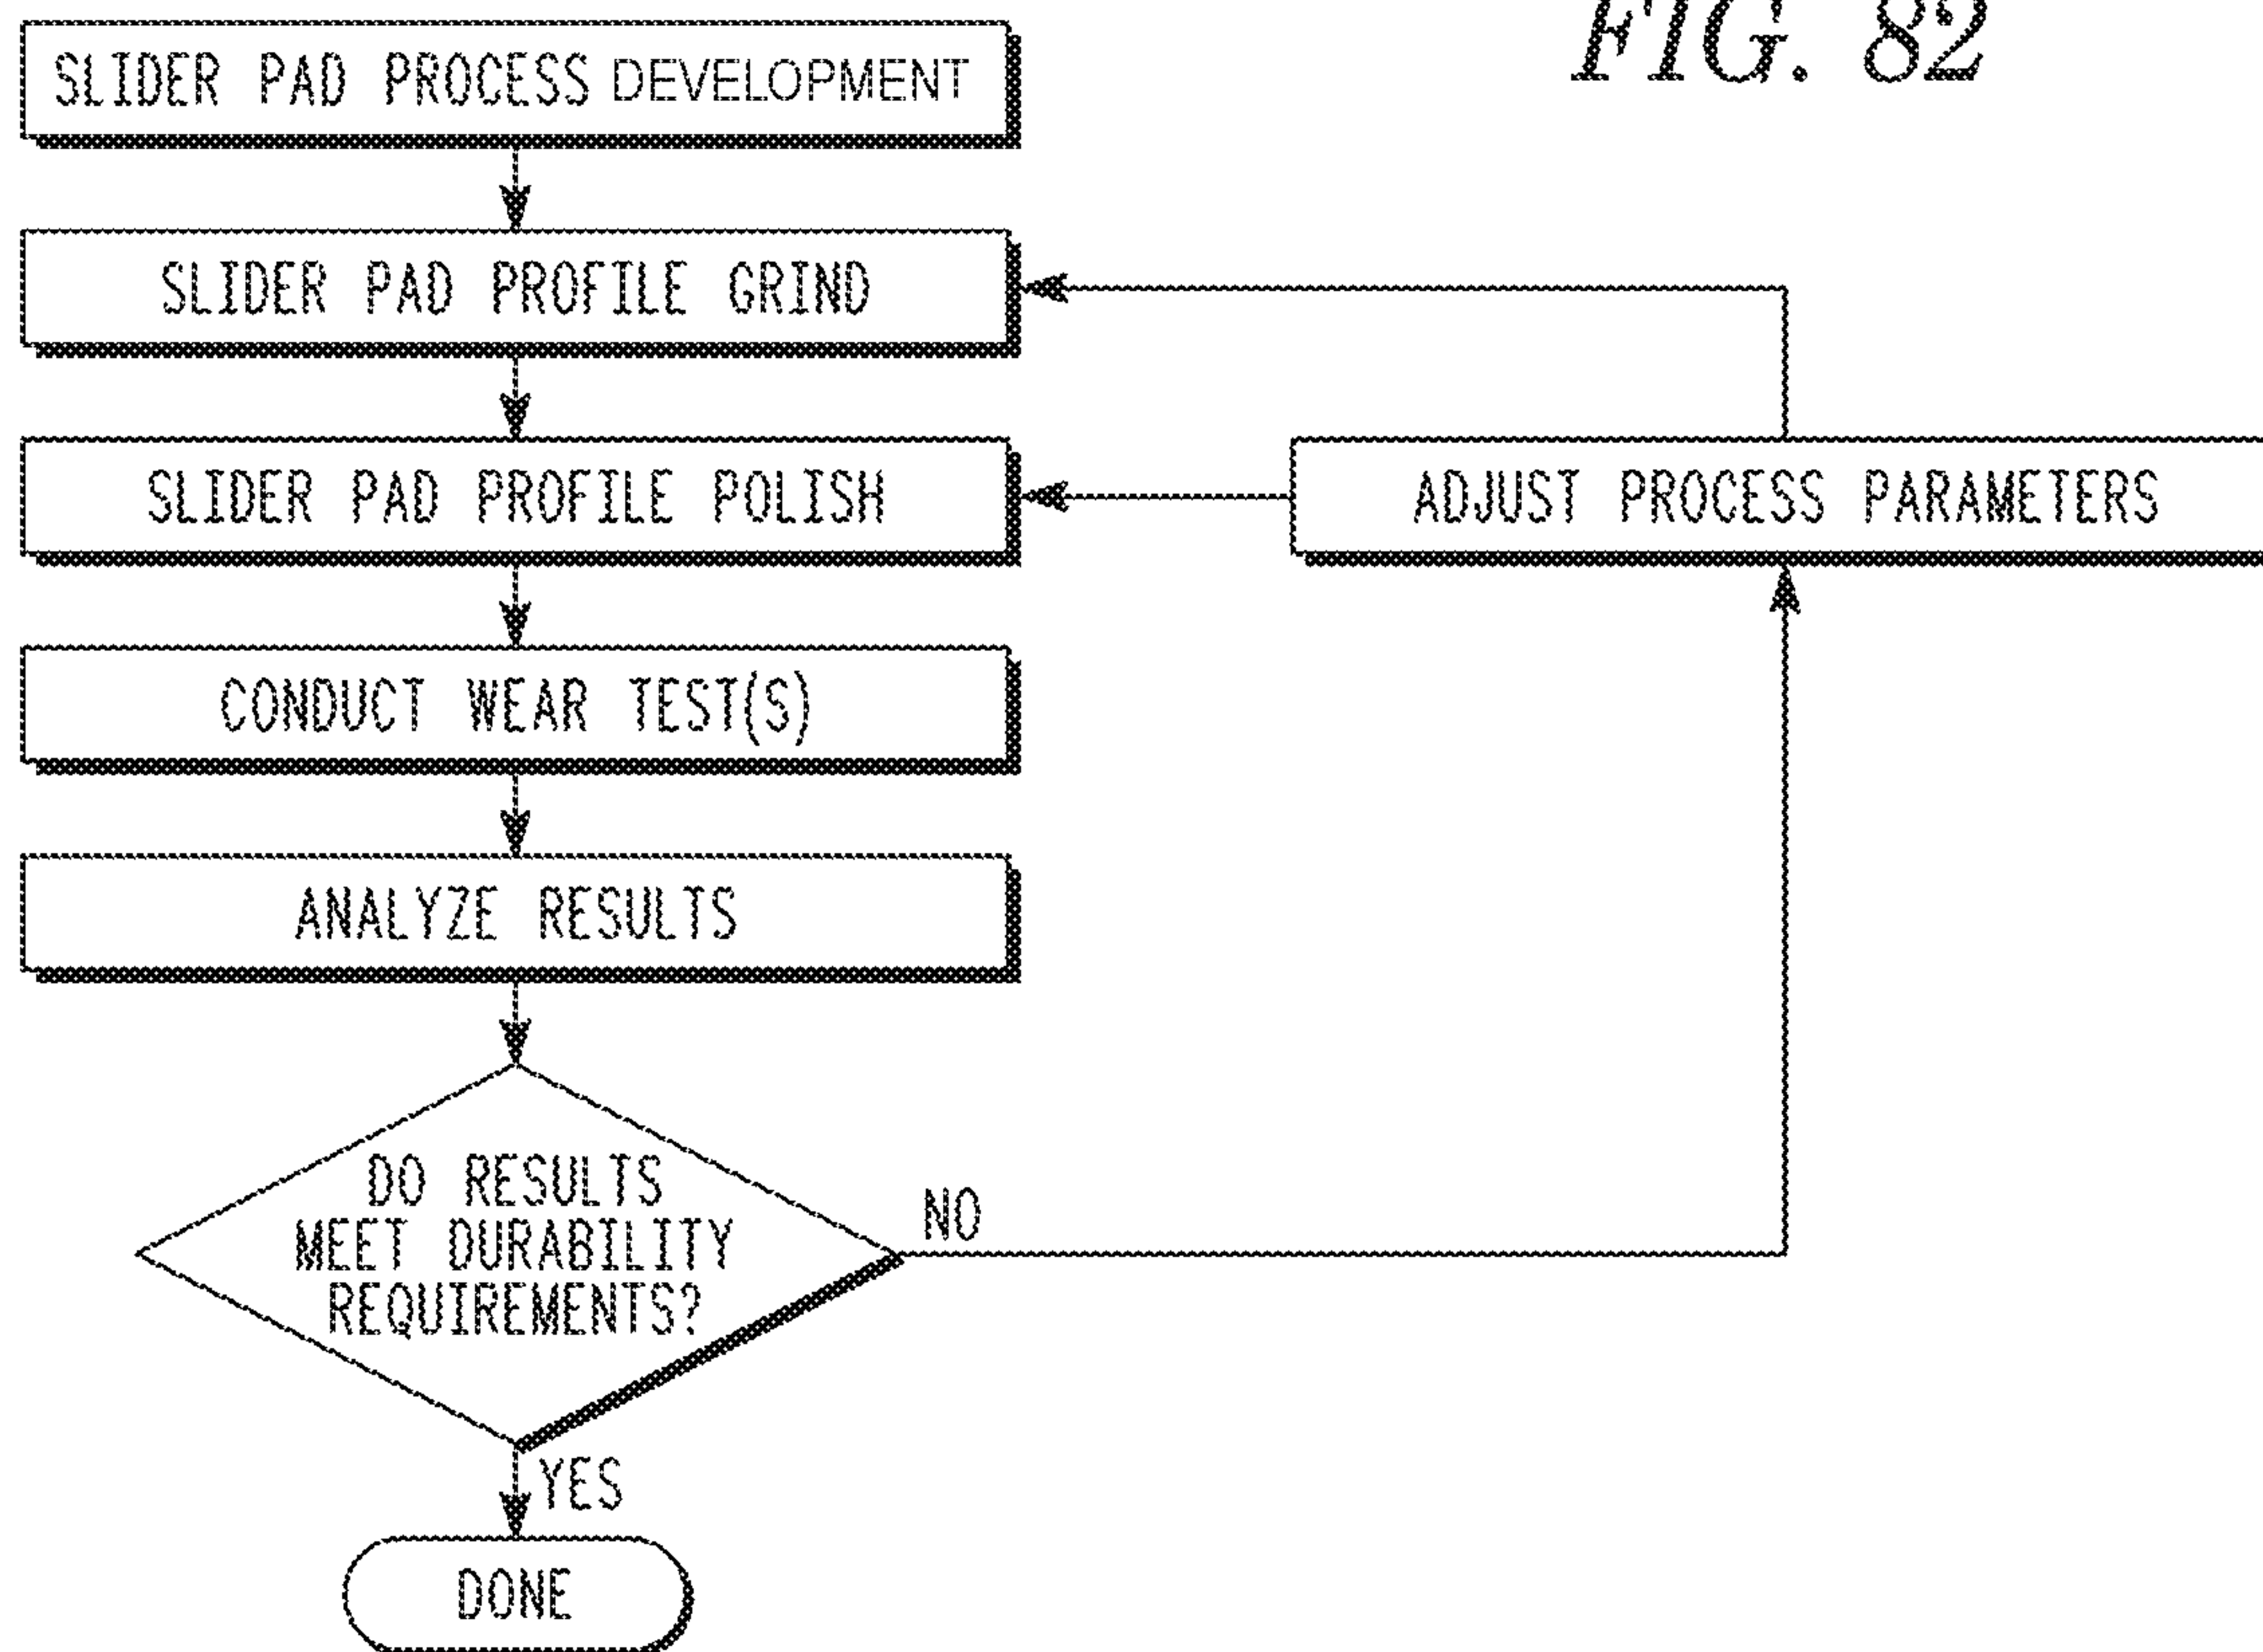 FIG. 82
SLIDER PAD PROCESS DEVELOPMENT
SLIDER PAD PROFILE GRIND
SLIDER PAD PROFILE POLISH
ADJUST PROCESS PARAMETERS
CONDUCT WEAR TEST(S)
ANALYZE RESULTS
DO RESULTS
MEET DURABILITY
REQUIREMENTS?
NO
YES
DONE